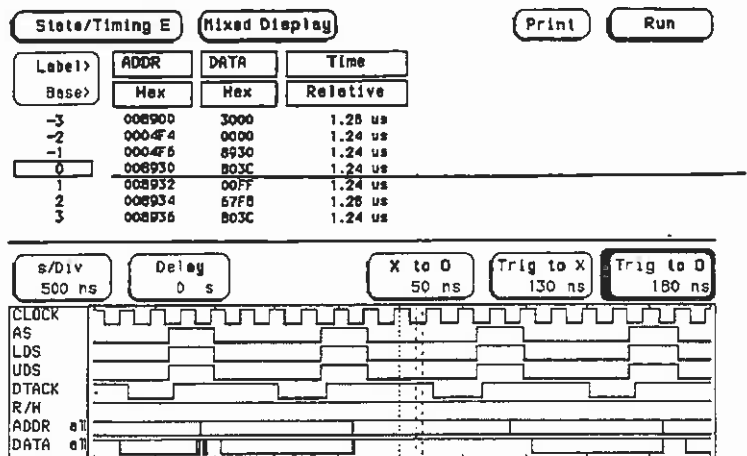 State/Timing E Mixed Display Print Run
Label> ADDR DATA Time
Base> Hex Hex Relative
-3 008900 3000 1.28 us
-2 0004F4 0000 1.24 us
-1 0004F6 8930 1.24 us
0 008930 B03C 1.24 us
1 008932 00FF 1.24 us
2 008934 67F8 1.28 us
3 008936 B03C 1.24 us
s/Div Delay X to O Trig to X Trig to O
500 ns 0 s 50 ns 130 ns 180 ns
CLOCK
AS
LDS
UDS
DTACK
R/W
ADDR all
DATA all